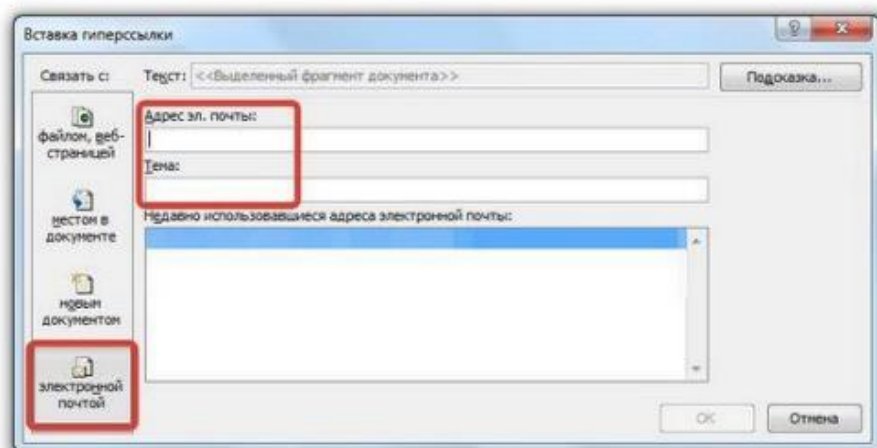 Вставка гиперссылки
Связать с:
Текст: <<Выделенный фрагмент документа>>
Подсказка...
файлом, веб-
страницей
местом в
документе
новым
документом
электронной
почтой
Адрес эл. почты:
Тема:
Недавно использовавшиеся адреса электронной почты:
ОК
Отмена